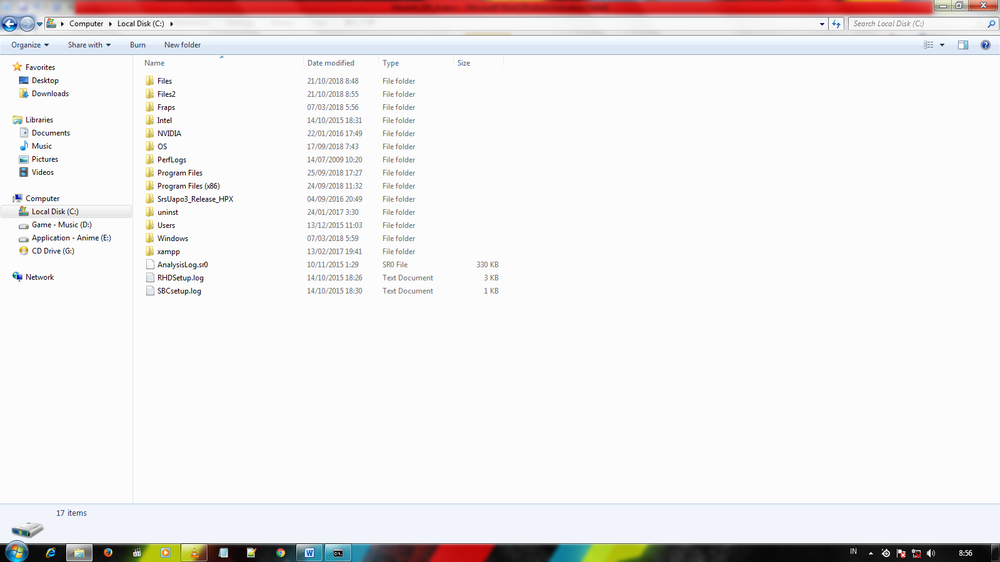 Computer Local Disk (C:)
Search Local Disk (C:)
Organize Share with Burn New folder
Name Date modified Type Size
Favorites
Desktop
Downloads
Libraries
Documents
Music
Pictures
Videos
Computer
Local Disk (C:)
Game - Music (D:)
Application - Anime (E:)
CD Drive (G:)
Network
Files 21/10/2018 8:48 File folder
Files2 21/10/2018 8:55 File folder
Fraps 07/03/2018 5:56 File folder
Intel 14/10/2015 18:31 File folder
NVIDIA 22/01/2016 17:49 File folder
OS 17/09/2018 7:43 File folder
PerfLogs 14/07/2009 10:20 File folder
Program Files 25/09/2018 17:27 File folder
Program Files (x86) 24/09/2018 11:32 File folder
SrsUapo3_Release_HPX 04/09/2016 20:49 File folder
uninst 24/01/2017 3:30 File folder
Users 13/12/2015 11:03 File folder
Windows 07/03/2018 5:59 File folder
xampp 13/02/2017 19:41 File folder
AnalysisLog.sr0 10/11/2015 1:29 SR0 File 330 KB
RHDSetup.log 14/10/2015 18:26 Text Document 3 KB
SBCsetup.log 14/10/2015 18:30 Text Document 1 KB
17 items
IN 8:56